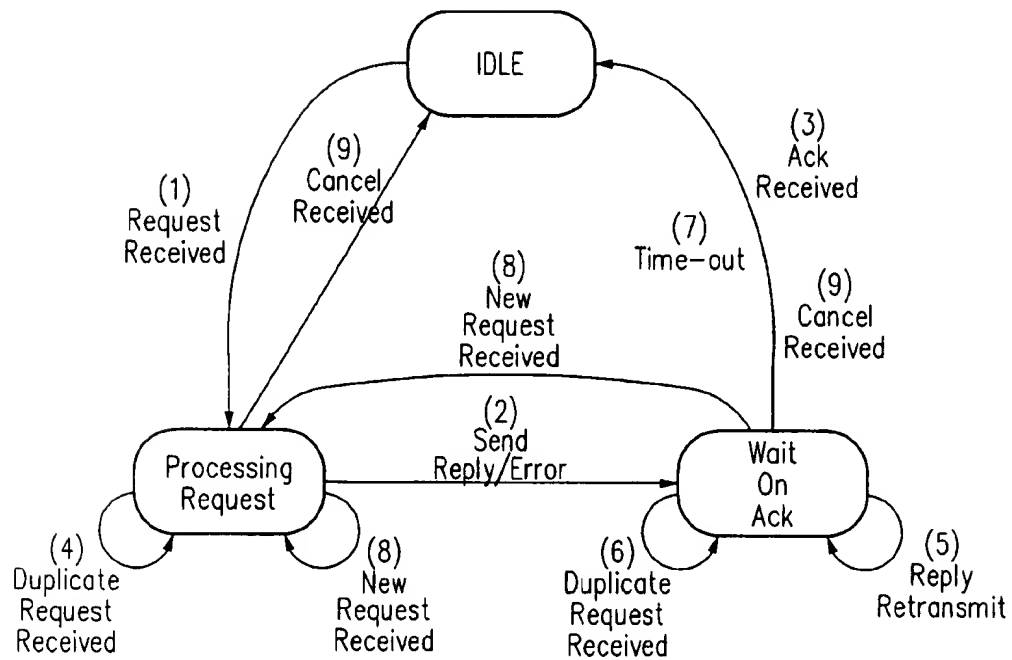 IDLE
(3)
Ack
Received
(9)
Cancel
Received
(1)
Request
Received
(7)
Time-out
(8)
New
Request
Received
(9)
Cancel
Received
(2)
Send
Reply/Error
Processing
Request
Wait
On
Ack
(4)
Duplicate
Request
Received
(8)
New
Request
Received
(6)
Duplicate
Request
Received
(5)
Reply
Retransmit